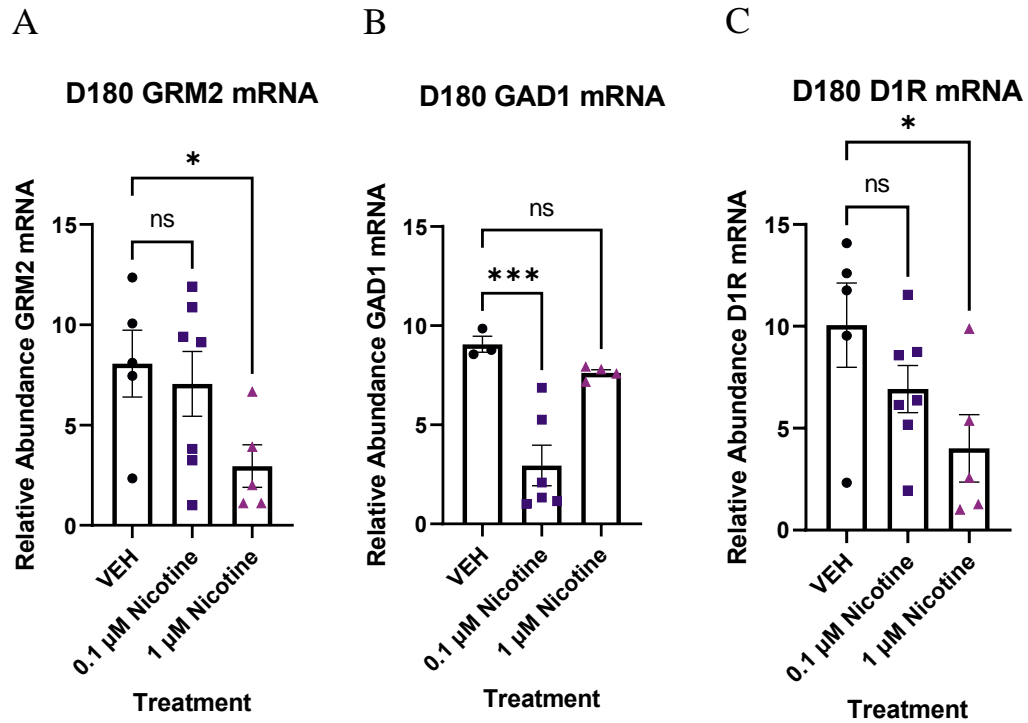 A
D180 GRM2 mRNA
*
ns
Relative Abundance GRM2 mRNA
15
10
5
0
VEH
0.1 µM Nicotine
1 µM Nicotine
Treatment
B
D180 GAD1 mRNA
ns
***
Relative Abundance GAD1 mRNA
15
10
5
0
VEH
0.1 µM Nicotine
1 µM Nicotine
Treatment
C
D180 D1R mRNA
*
ns
Relative Abundance D1R mRNA
15
10
5
0
VEH
0.1 µM Nicotine
1 µM Nicotine
Treatment